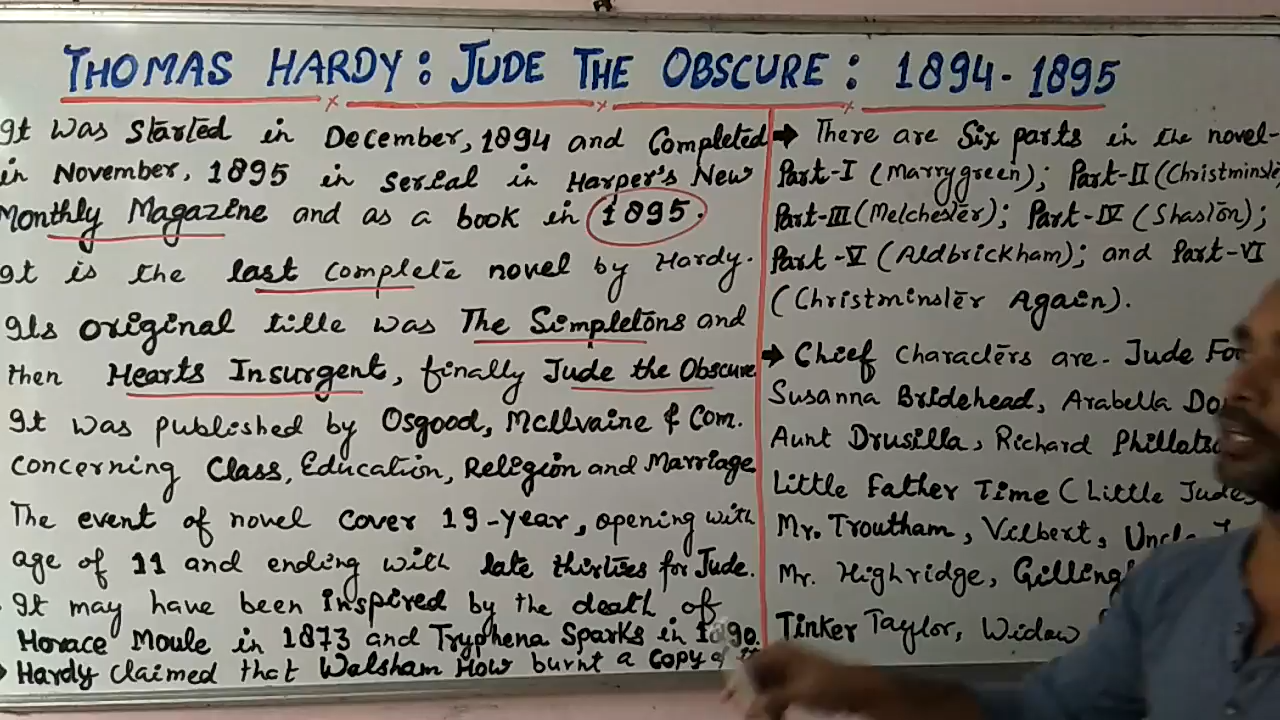 THOMAS HARDY: JUDE THE OBSCURE: 1894-1895
It was Started in December, 1894 and Completed
in November, 1895 in serial in Harper's New
Monthly Magazine and as a book in 1895.
It is the last complete novel by Hardy.
Its original title was The Simpletons and
then Hearts Insurgent, finally Jude the Obscure
It was published by Osgood, McIlvaine & Com.
concerning Class, Education, Religion and Marriage
The event of novel cover 19-year, opening with
age of 11 and ending with late thirties for Jude.
It may have been inspired by the death of
Horace Moule in 1873 and Tryphena Sparks in 1890.
→ Hardy claimed that Walsham How burnt a copy of it
→ There are Six parts in the novel-
Part-I (Marrygreen); Part-II (Christminste
Part-III (Melchester); Part-IV (Shaston);
Part-V (Aldbrickham); and Part-VI
(Christminster Again).
→ Chief Characters are- Jude
Susanna Bridehead, Arabella
Aunt Drusilla, Richard
Little Father Time (Little Jude)
Mr. Troutham, Vilbert, Uncle
Mr. Highridge,
Tinker Taylor, Widow